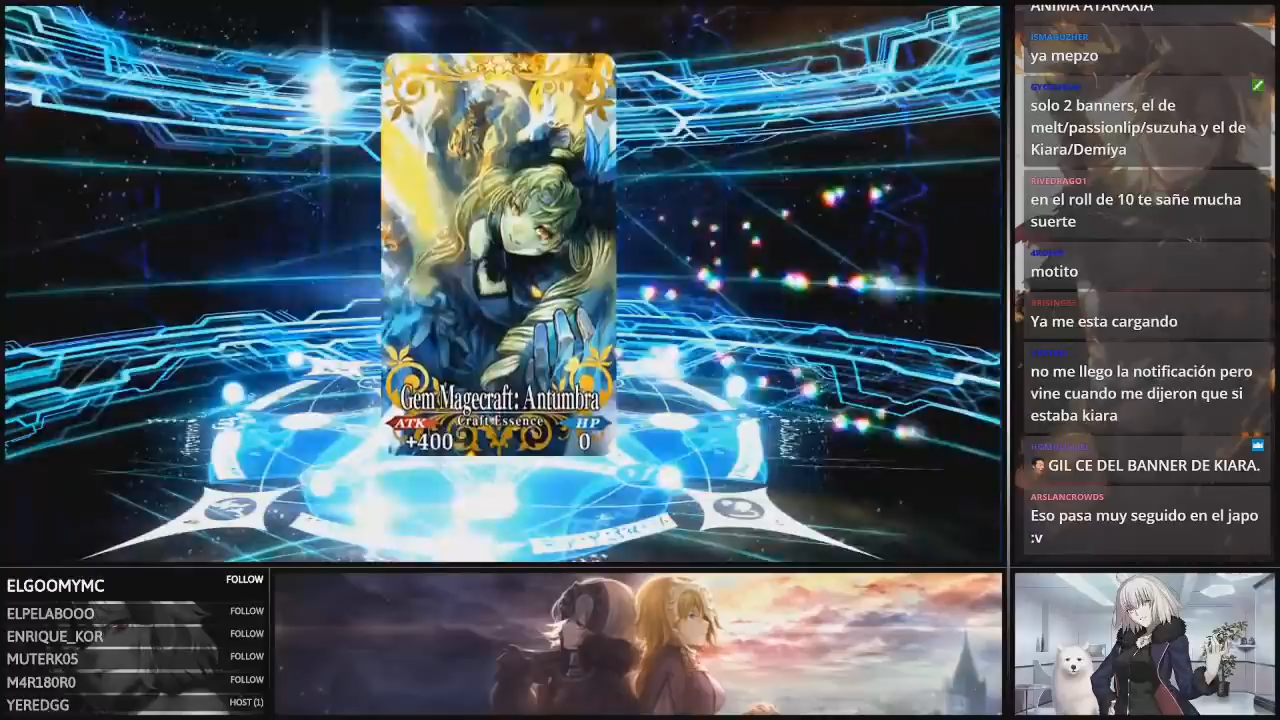 Gem Magecraft: Antumbra
ATK
Craft Essence
HP
+400
0
ANIMA ATARAXIA
ya mepzo
solo 2 banners, el de
melt/passionlip/suzuha y el de
Kiara/Demiya
RIVEDRAGO1
en el roll de 10 te sañe mucha
suerte
motito
Ya me esta cargando
no me llego la notificación pero
vine cuando me dijeron que si
estaba kiara
GIL CE DEL BANNER DE KIARA.
ARSLANCROWDS
Eso pasa muy seguido en el japo
:v
ELGOOMYMC FOLLOW
ELPELABOOO FOLLOW
ENRIQUE_KOR FOLLOW
MUTERK05 FOLLOW
M4R180R0 FOLLOW
YEREDGG HOST (1)